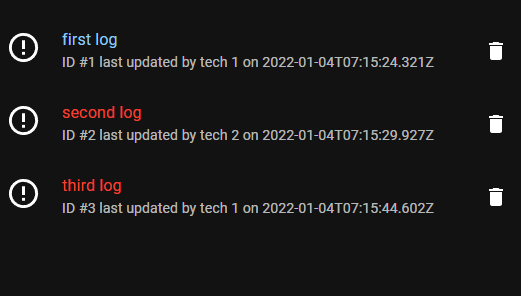 first log
ID #1 last updated by tech 1 on 2022-01-04T07:15:24.321Z
second log
ID #2 last updated by tech 2 on 2022-01-04T07:15:29.927Z
third log
ID #3 last updated by tech 1 on 2022-01-04T07:15:44.602Z